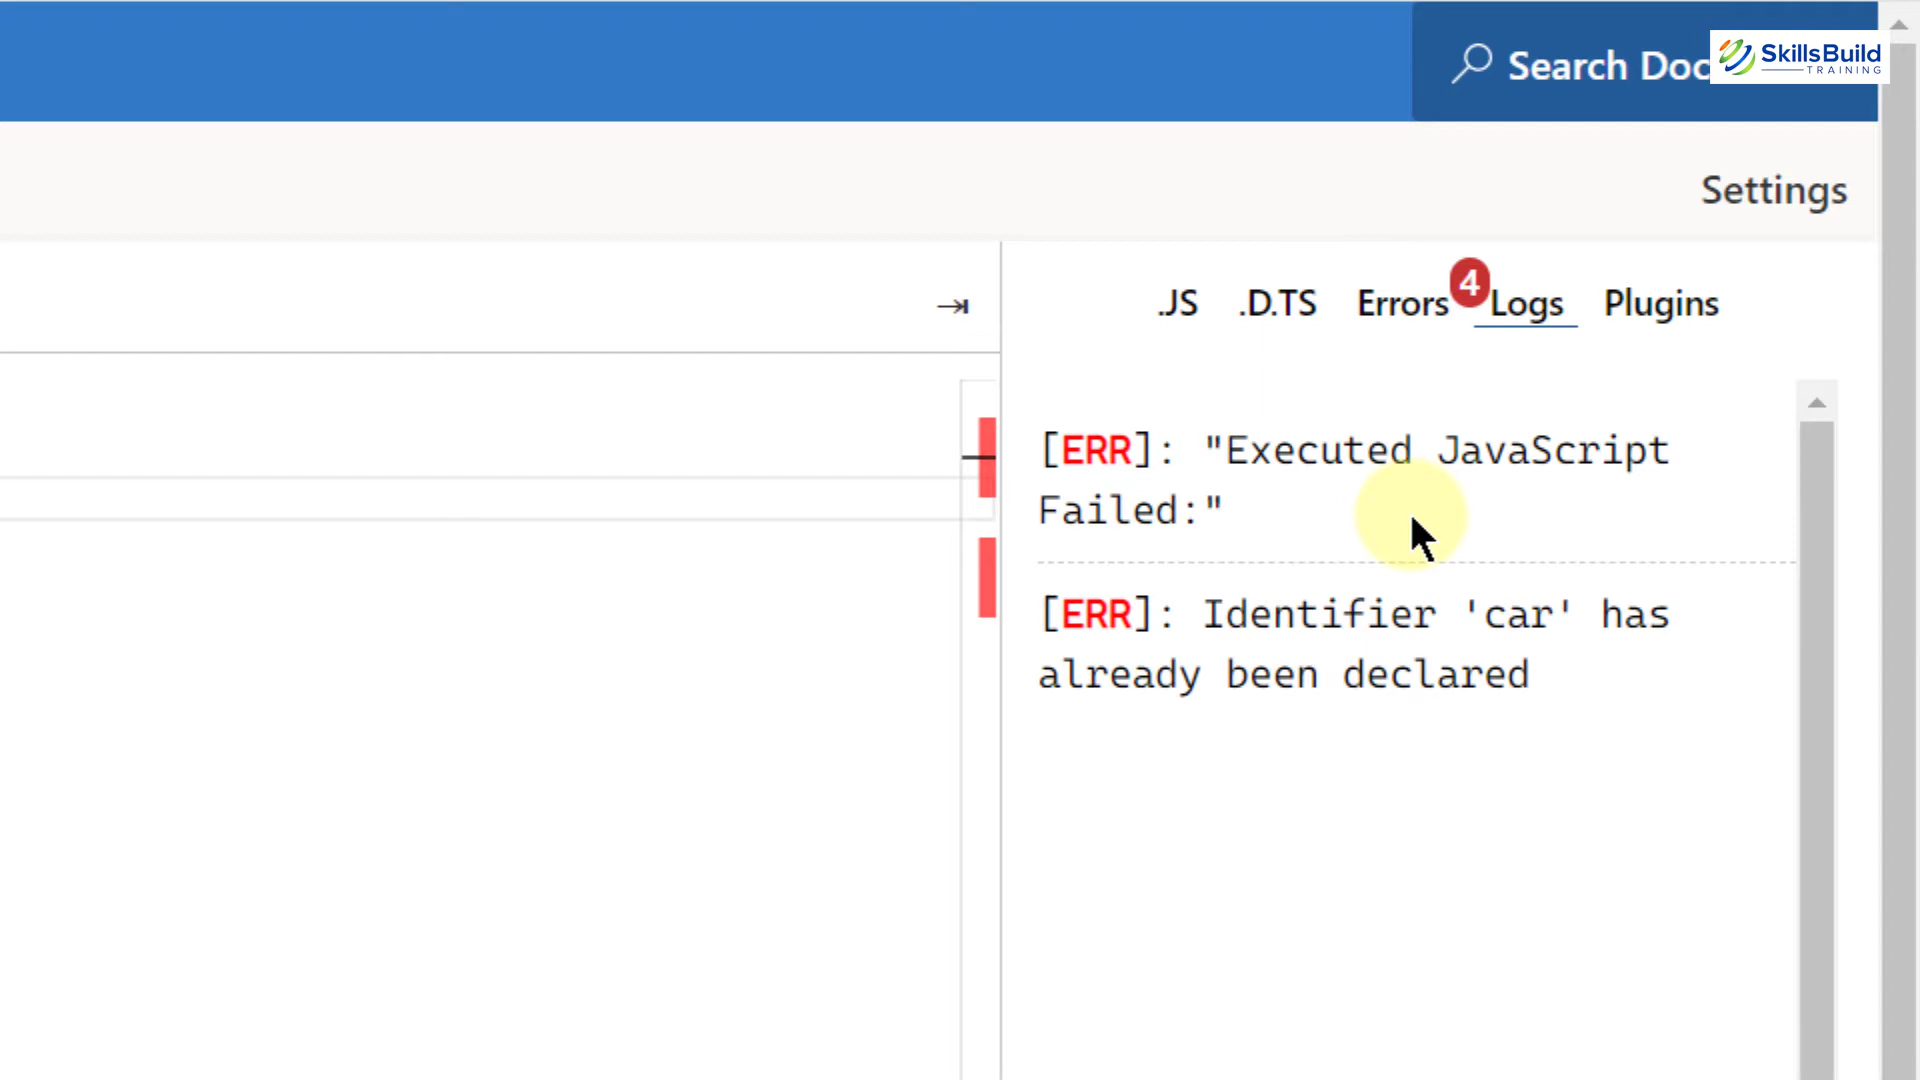 Search Doc
SkillsBuild
TRAINING
Settings
.JS .D.TS Errors 4 Logs Plugins
[ERR]: "Executed JavaScript
Failed:"
[ERR]: Identifier 'car' has
already been declared